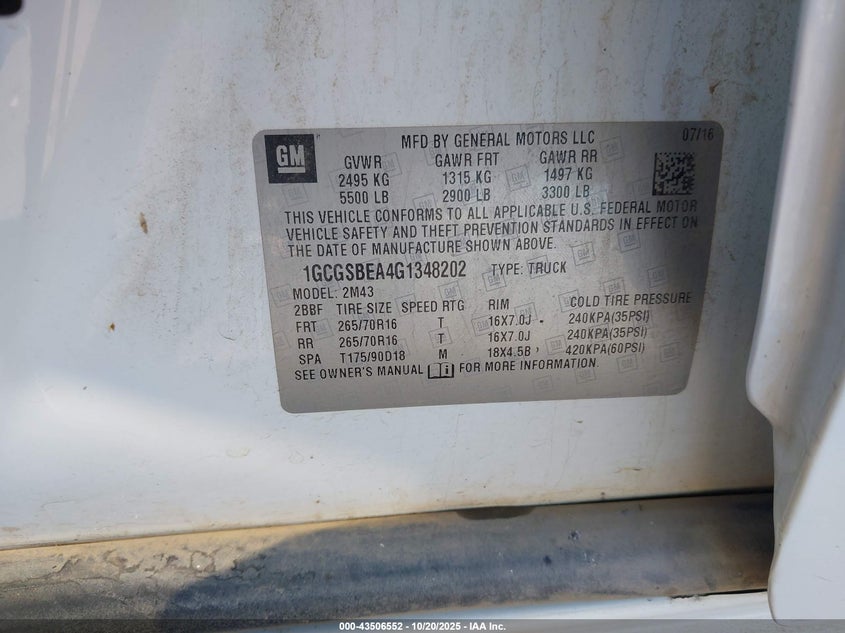 GM
MFD BY GENERAL MOTORS LLC 07/16
GVWR GAWR FRT GAWR RR
2495 KG 1315 KG 1497 KG
5500 LB 2900 LB 3300 LB
THIS VEHICLE CONFORMS TO ALL APPLICABLE U.S. FEDERAL MOTOR
VEHICLE SAFETY AND THEFT PREVENTION STANDARDS IN EFFECT ON
THE DATE OF MANUFACTURE SHOWN ABOVE.
1GCGSBEA4G1348202 TYPE: TRUCK
MODEL: 2M43
2BBF TIRE SIZE SPEED RTG RIM COLD TIRE PRESSURE
FRT 265/70R16 T 16X7.0J 240KPA(35PSI)
RR 265/70R16 T 16X7.0J 240KPA(35PSI)
SPA T175/90D18 M 18X4.5B 420KPA(60PSI)
SEE OWNER'S MANUAL i FOR MORE INFORMATION.
000-43506552 - 10/20/2025 - IAA Inc.